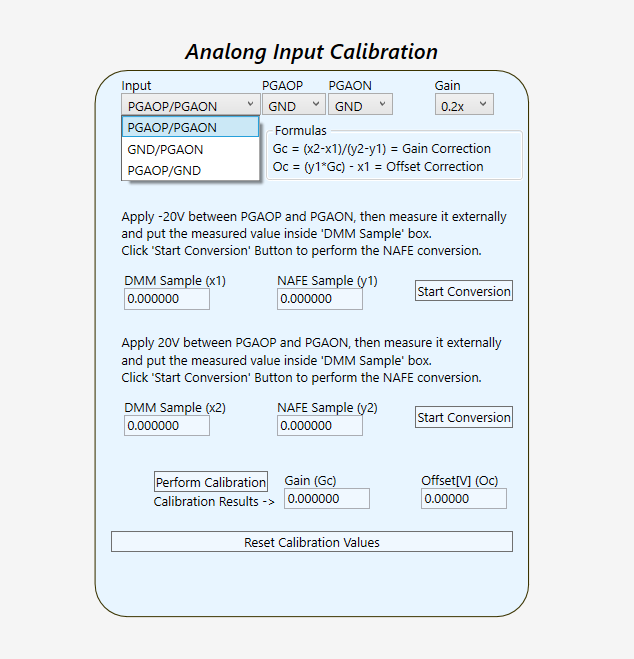 Analong Input Calibration
Input PGAOP PGAON Gain
PGAOP/PGAON GND GND 0.2x
PGAOP/PGAON
GND/PGAON
PGAOP/GND
Formulas
Gc = (x2-x1)/(y2-y1) = Gain Correction
Oc = (y1*Gc) - x1 = Offset Correction
Apply -20V between PGAOP and PGAON, then measure it externally
and put the measured value inside 'DMM Sample' box.
Click 'Start Conversion' Button to perform the NAFE conversion.
DMM Sample (x1) NAFE Sample (y1)
0.000000 0.000000 Start Conversion
Apply 20V between PGAOP and PGAON, then measure it externally
and put the measured value inside 'DMM Sample' box.
Click 'Start Conversion' Button to perform the NAFE conversion.
DMM Sample (x2) NAFE Sample (y2)
0.000000 0.000000 Start Conversion
Perform Calibration Gain (Gc) Offset[V] (Oc)
Calibration Results -> 0.000000 0.00000
Reset Calibration Values